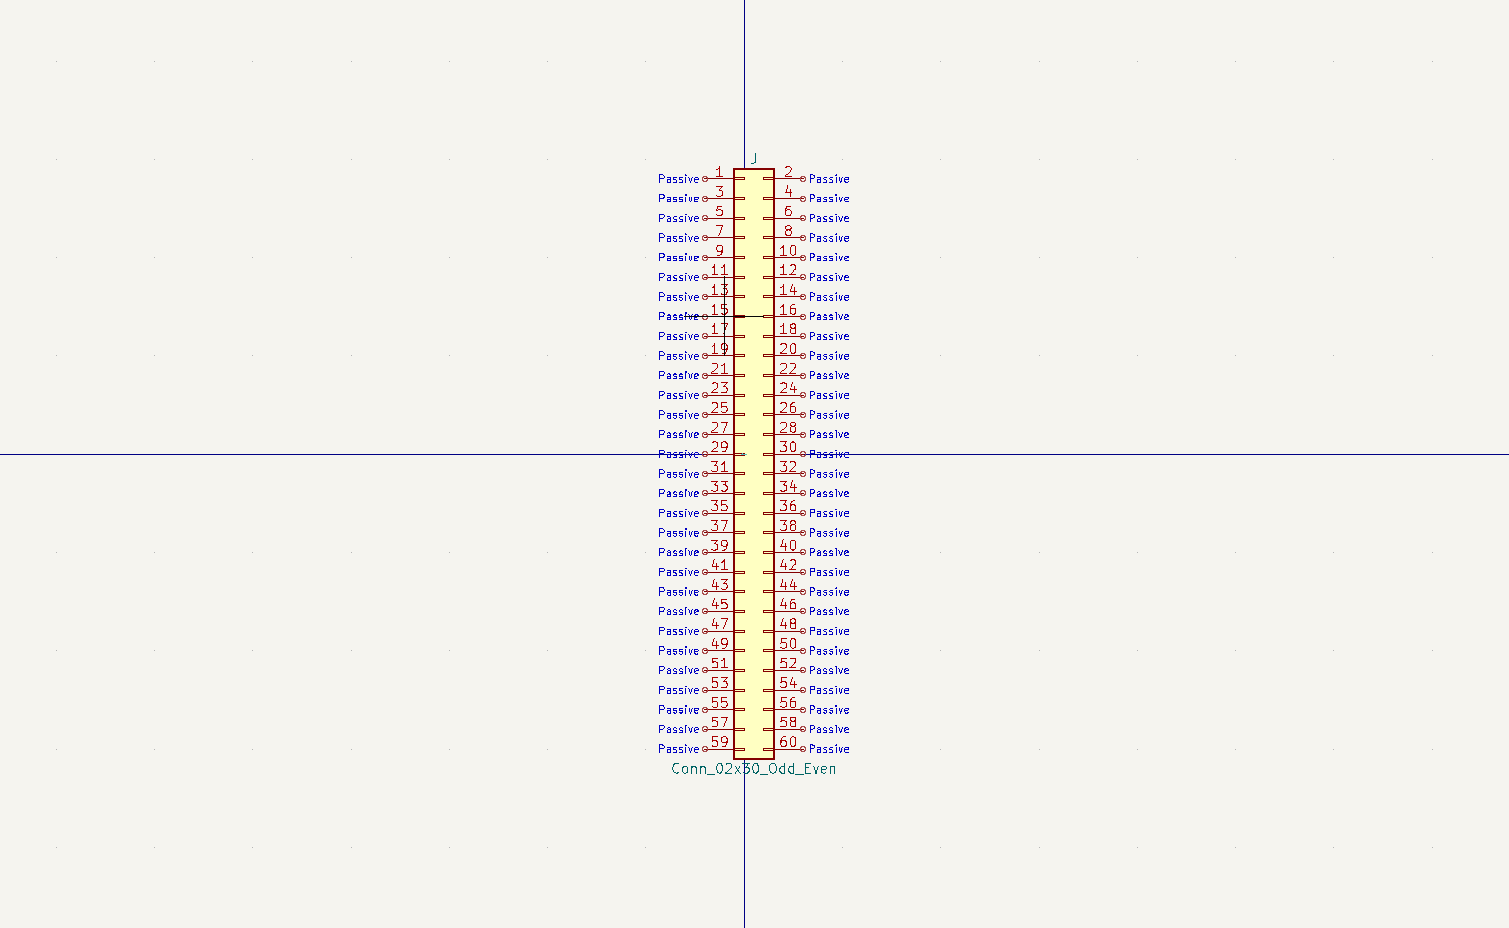 J
Passive 1 2 Passive
Passive 3 4 Passive
Passive 5 6 Passive
Passive 7 8 Passive
Passive 9 10 Passive
Passive 11 12 Passive
Passive 13 14 Passive
Passive 15 16 Passive
Passive 17 18 Passive
Passive 19 20 Passive
Passive 21 22 Passive
Passive 23 24 Passive
Passive 25 26 Passive
Passive 27 28 Passive
Passive 29 30 Passive
Passive 31 32 Passive
Passive 33 34 Passive
Passive 35 36 Passive
Passive 37 38 Passive
Passive 39 40 Passive
Passive 41 42 Passive
Passive 43 44 Passive
Passive 45 46 Passive
Passive 47 48 Passive
Passive 49 50 Passive
Passive 51 52 Passive
Passive 53 54 Passive
Passive 55 56 Passive
Passive 57 58 Passive
Passive 59 60 Passive
Conn_02x30_Odd_Even